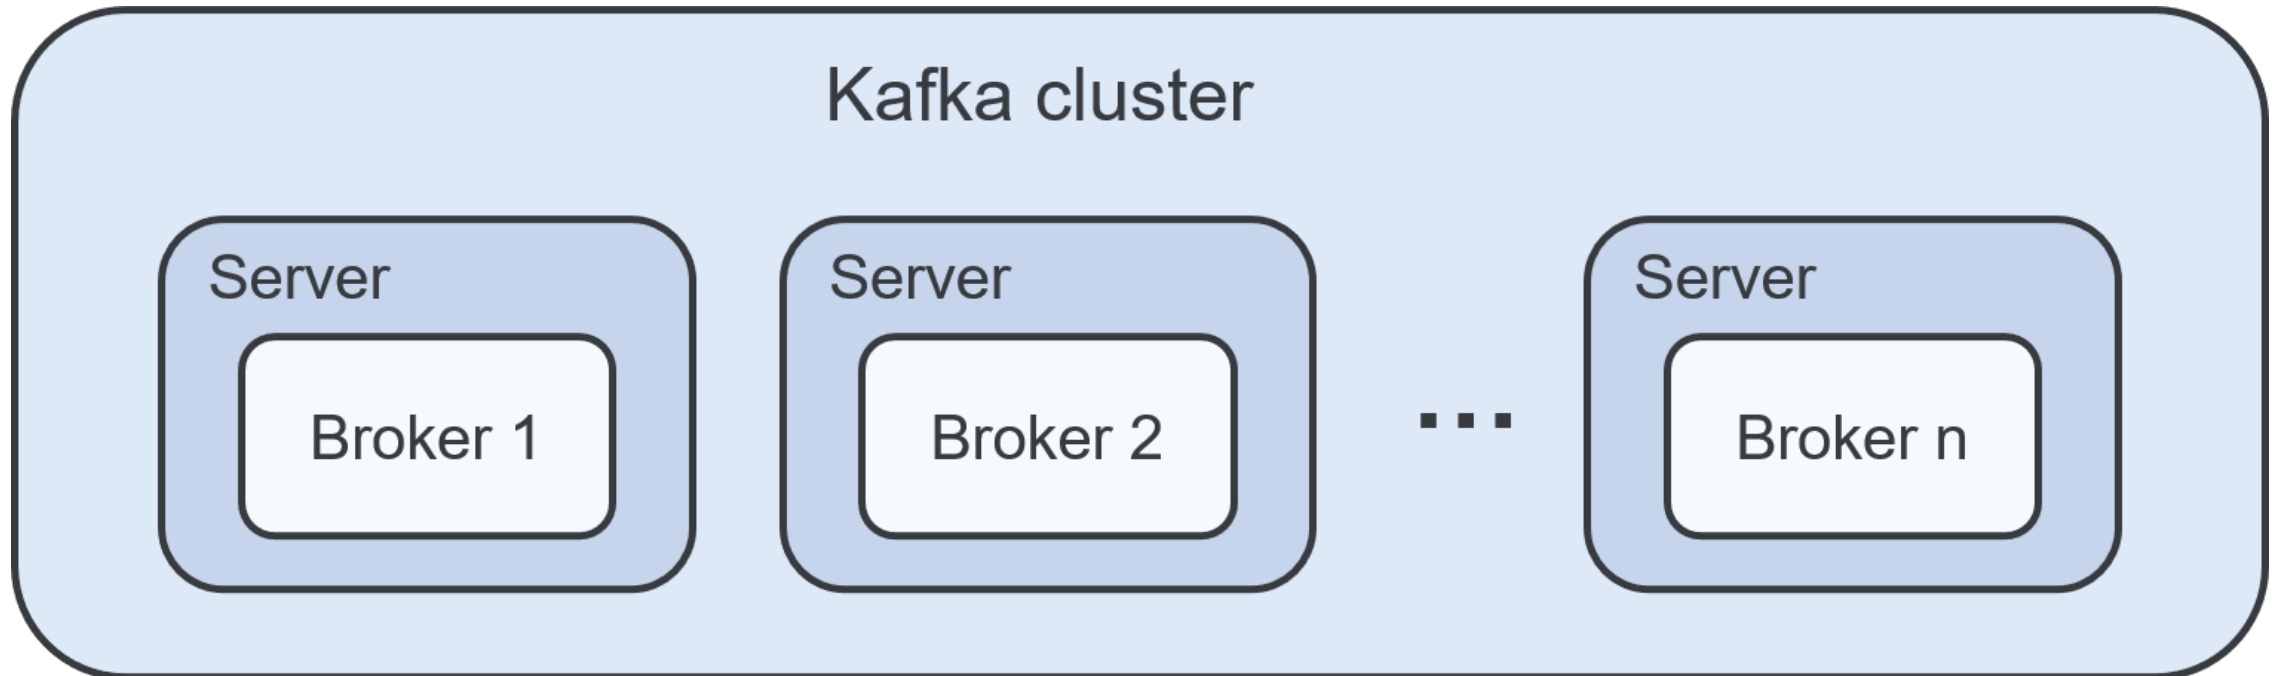 Kafka cluster
Server
Broker 1
Server
Broker 2
...
Server
Broker n